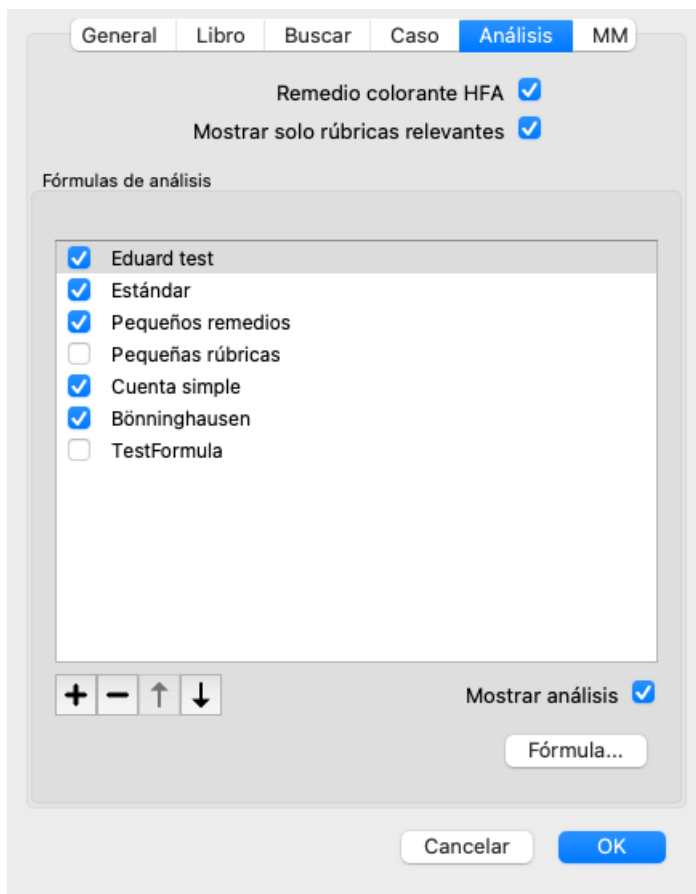 General Libro Buscar Caso Análisis MM
Remedio colorante HFA
Mostrar solo rúbricas relevantes
Fórmulas de análisis
Eduard test
Estándar
Pequeños remedios
Pequeñas rúbricas
Cuenta simple
Bönninghausen
TestFormula
Mostrar análisis
Fórmula...
Cancelar OK